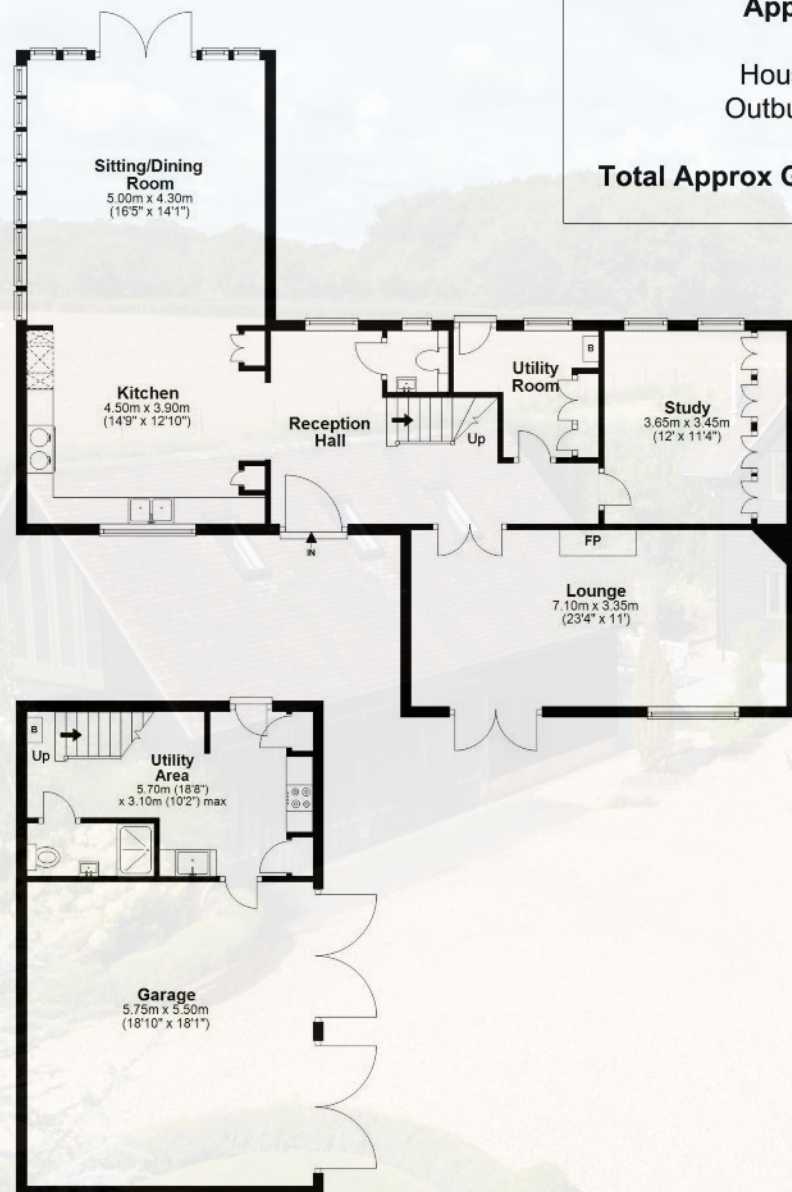 App
Hous
Outbu
Total Approx G
Sitting/Dining
Room
5.00m x 4.30m
(16'5" x 14'1")
Kitchen
4.50m x 3.90m
(14'9" x 12'10")
Reception
Hall
Up
IN
Utility
Room
B
Study
3.65m x 3.45m
(12' x 11'4")
FP
Lounge
7.10m x 3.35m
(23'4" x 11')
B
Up
Utility
Area
5.70m (18'8")
x 3.10m (10'2") max
Garage
5.75m x 5.50m
(18'10" x 18'1")